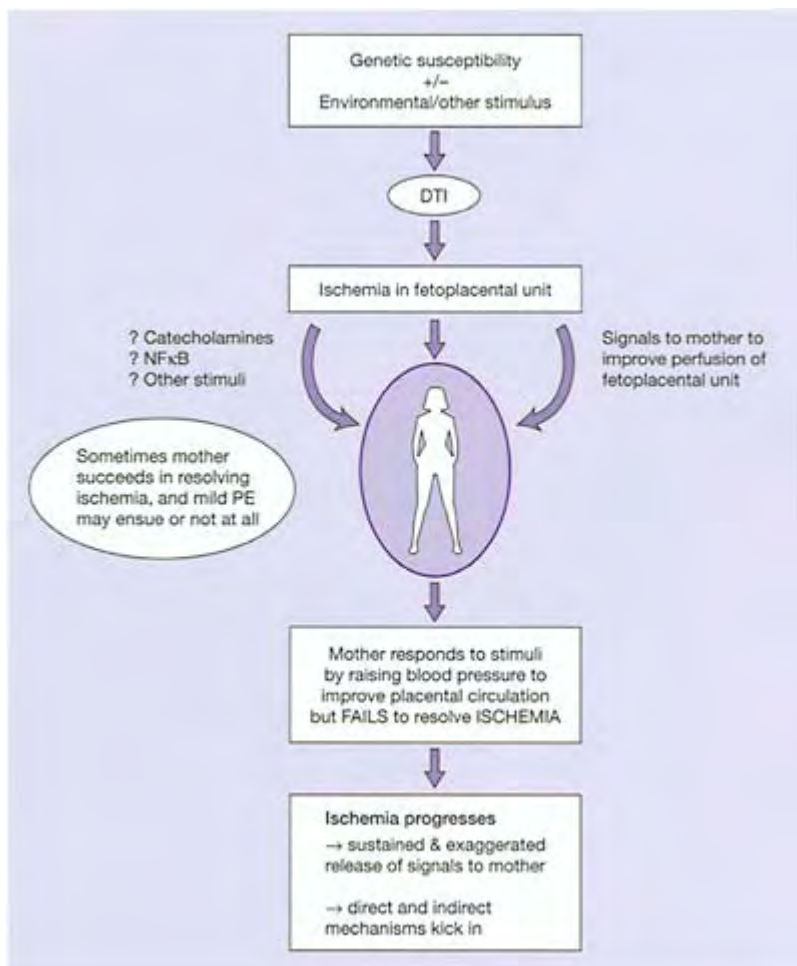 Genetic susceptibility
+/−
Environmental/other stimulus
DTI
Ischemia in fetoplacental unit
? Catecholamines
? NFκB
? Other stimuli
Signals to mother to
improve perfusion of
fetoplacental unit
Sometimes mother
succeeds in resolving
ischemia, and mild PE
may ensue or not at all
Mother responds to stimuli
by raising blood pressure to
improve placental circulation
but FAILS to resolve ISCHEMIA
Ischemia progresses
→ sustained & exaggerated
release of signals to mother
→ direct and indirect
mechanisms kick in